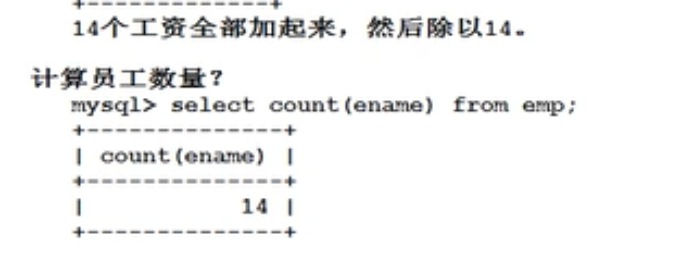 +--------------+
14个工资全部加起来，然后除以14。
计算员工数量？
mysql> select count(ename) from emp;
+--------------+
| count(ename) |
+--------------+
|           14 |
+--------------+